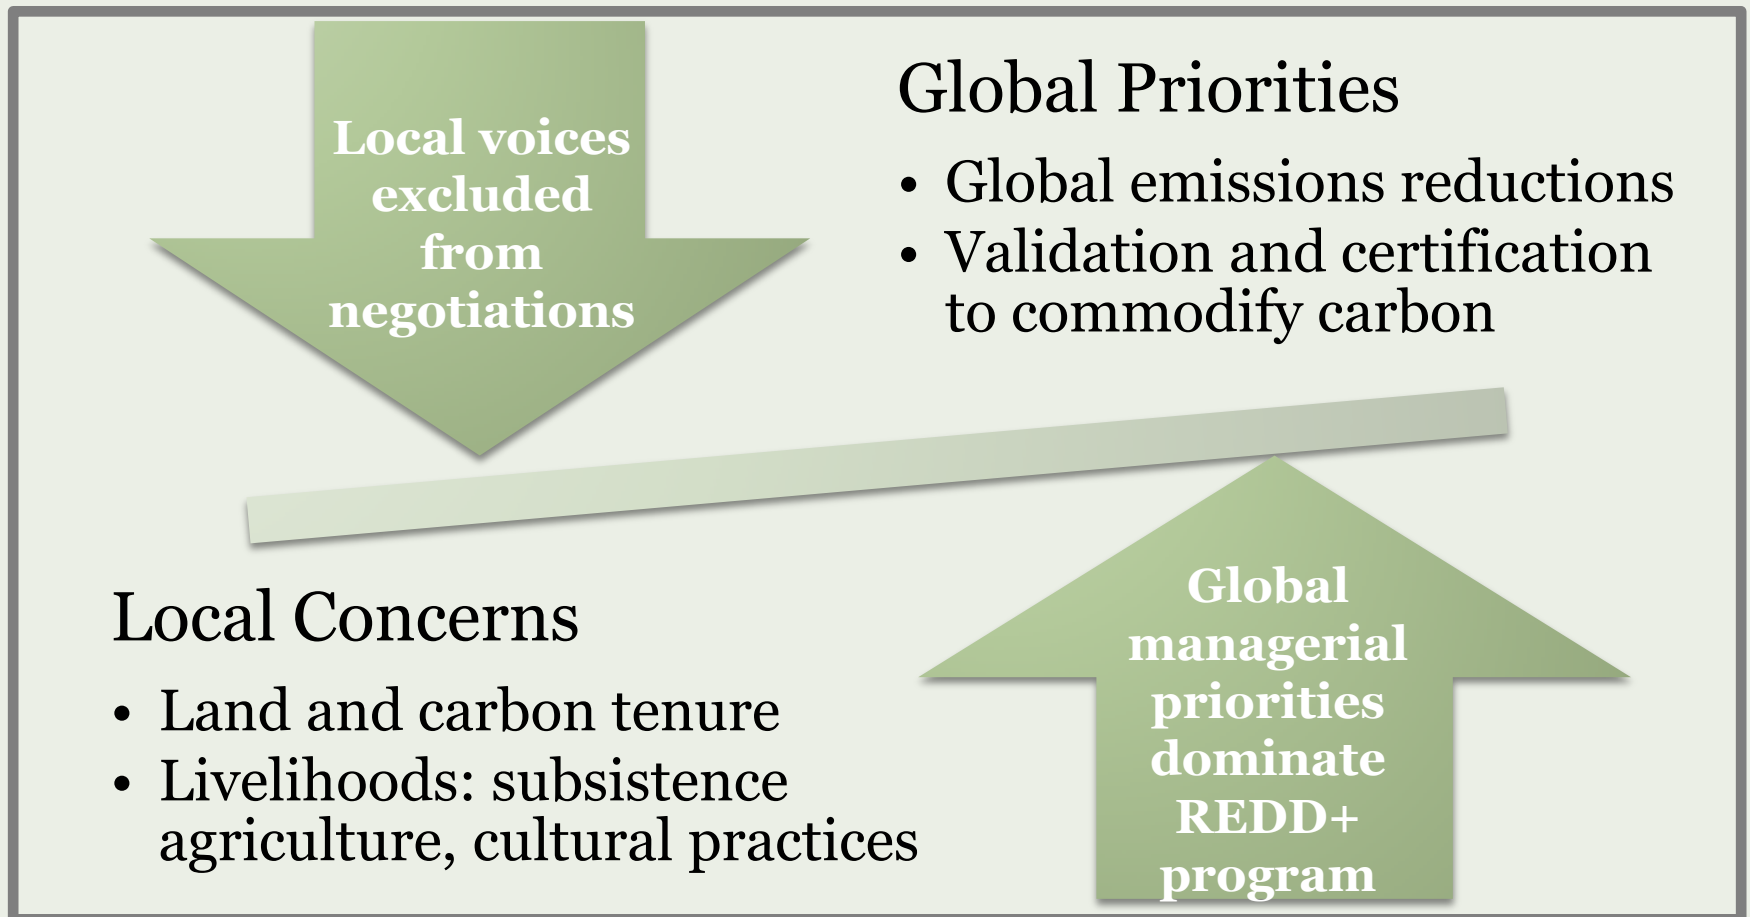 Local voices
excluded
from
negotiations
Global Priorities
• Global emissions reductions
• Validation and certification
to commodify carbon
Local Concerns
• Land and carbon tenure
• Livelihoods: subsistence
agriculture, cultural practices
Global
managerial
priorities
dominate
REDD+
program